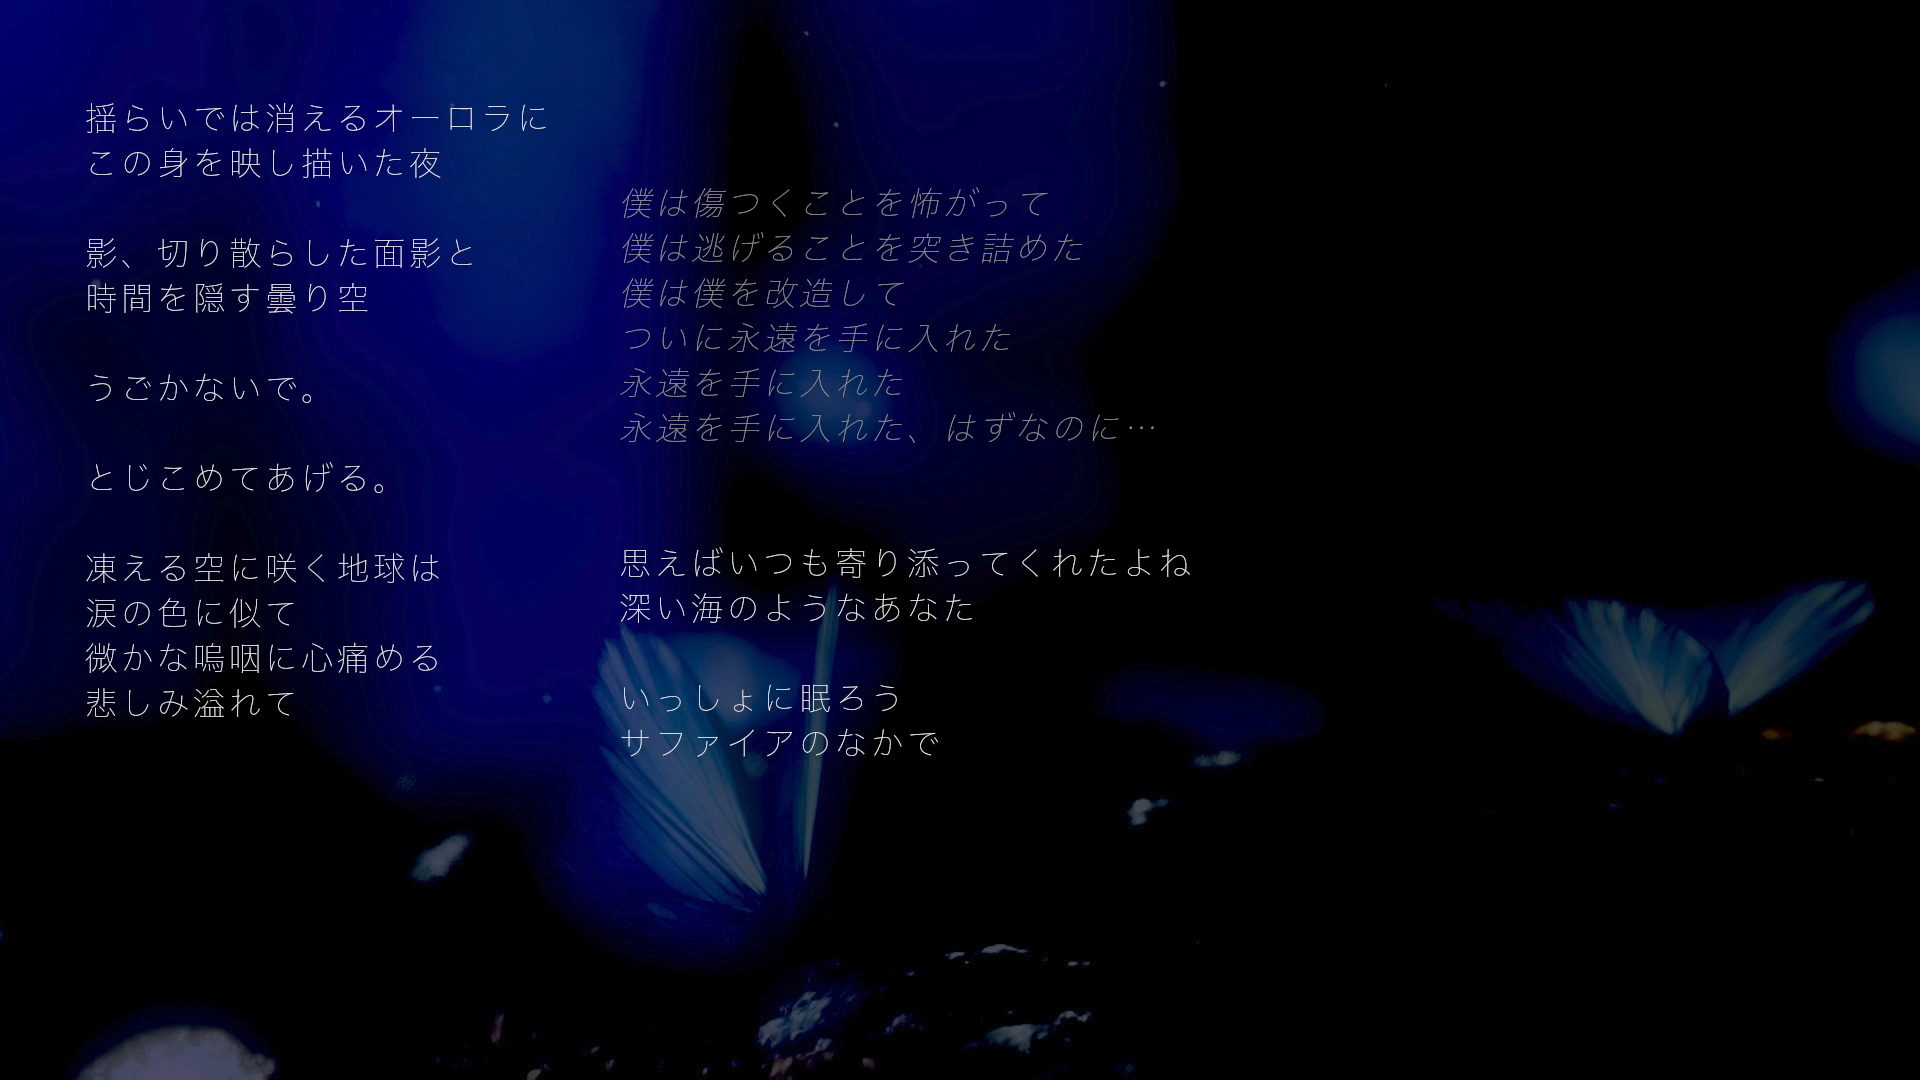 揺らいでは消えるオーロラに
この身を映し描いた夜
影、切り散らした面影と
時間を隠す曇り空
うごかないで。
とじこめてあげる。
凍える空に咲く地球は
涙の色に似て
微かな嗚咽に心痛める
悲しみ溢れて
僕は傷つくことを怖がって
僕は逃げることを突き詰めた
僕は僕を改造して
ついに永遠を手に入れた
永遠を手に入れた
永遠を手に入れた、はずなのに…
思えばいつも寄り添ってくれたよね
深い海のようなあなた
いっしょに眠ろう
サファイアのなかで